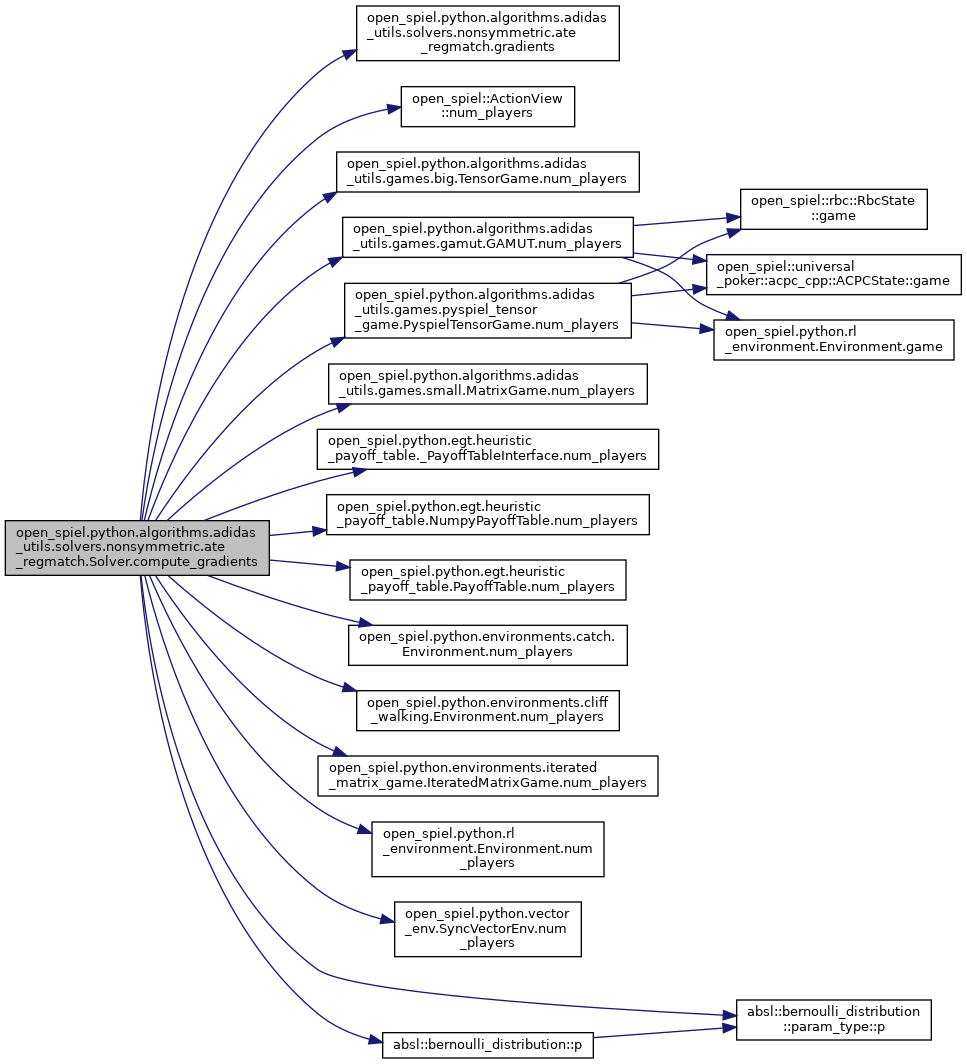 open_spiel.python.algorithms.adidas
_utils.solvers.nonsymmetric.ate
_regmatch.Solver.compute_gradients
open_spiel.python.algorithms.adidas
_utils.solvers.nonsymmetric.ate
_regmatch.gradients
open_spiel::ActionView
::num_players
open_spiel.python.algorithms.adidas
_utils.games.big.TensorGame.num_players
open_spiel.python.algorithms.adidas
_utils.games.gamut.GAMUT.num_players
open_spiel.python.algorithms.adidas
_utils.games.pyspiel_tensor
_game.PyspielTensorGame.num_players
open_spiel.python.algorithms.adidas
_utils.games.small.MatrixGame.num_players
open_spiel.python.egt.heuristic
_payoff_table._PayoffTableInterface.num_players
open_spiel.python.egt.heuristic
_payoff_table.NumpyPayoffTable.num_players
open_spiel.python.egt.heuristic
_payoff_table.PayoffTable.num_players
open_spiel.python.environments.catch.
Environment.num_players
open_spiel.python.environments.cliff
_walking.Environment.num_players
open_spiel.python.environments.iterated
_matrix_game.IteratedMatrixGame.num_players
open_spiel.python.rl
_environment.Environment.num
_players
open_spiel.python.vector
_env.SyncVectorEnv.num
_players
absl::bernoulli_distribution::p
open_spiel::rbc::RbcState
::game
open_spiel::universal
_poker::acpc_cpp::ACPCState::game
open_spiel.python.rl
_environment.Environment.game
absl::bernoulli_distribution
::param_type::p